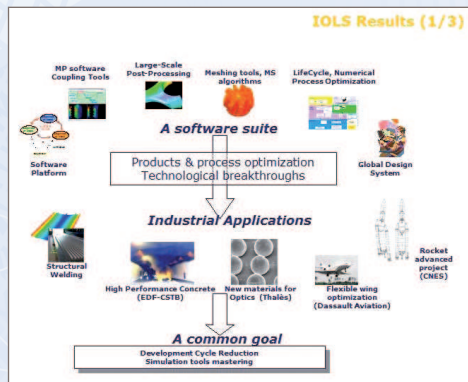 IOLS Results (1/3)
MP software
Coupling Tools
Large-Scale
Post-Processing
Meshing tools, MS
algorithms
LifeCycle, Numerical
Process Optimization
A software suite
Software
Platform
Products & process optimization
Technological breakthroughs
Global Design
System
Industrial Applications
Structural
Welding
High Performance Concrete
(EDF-CSTB)
New materials for
Optics (Thalès)
Flexible wing
optimization
(Dassault Aviation)
Rocket
advanced
project
(CNES)
A common goal
Development Cycle Reduction
Simulation tools mastering